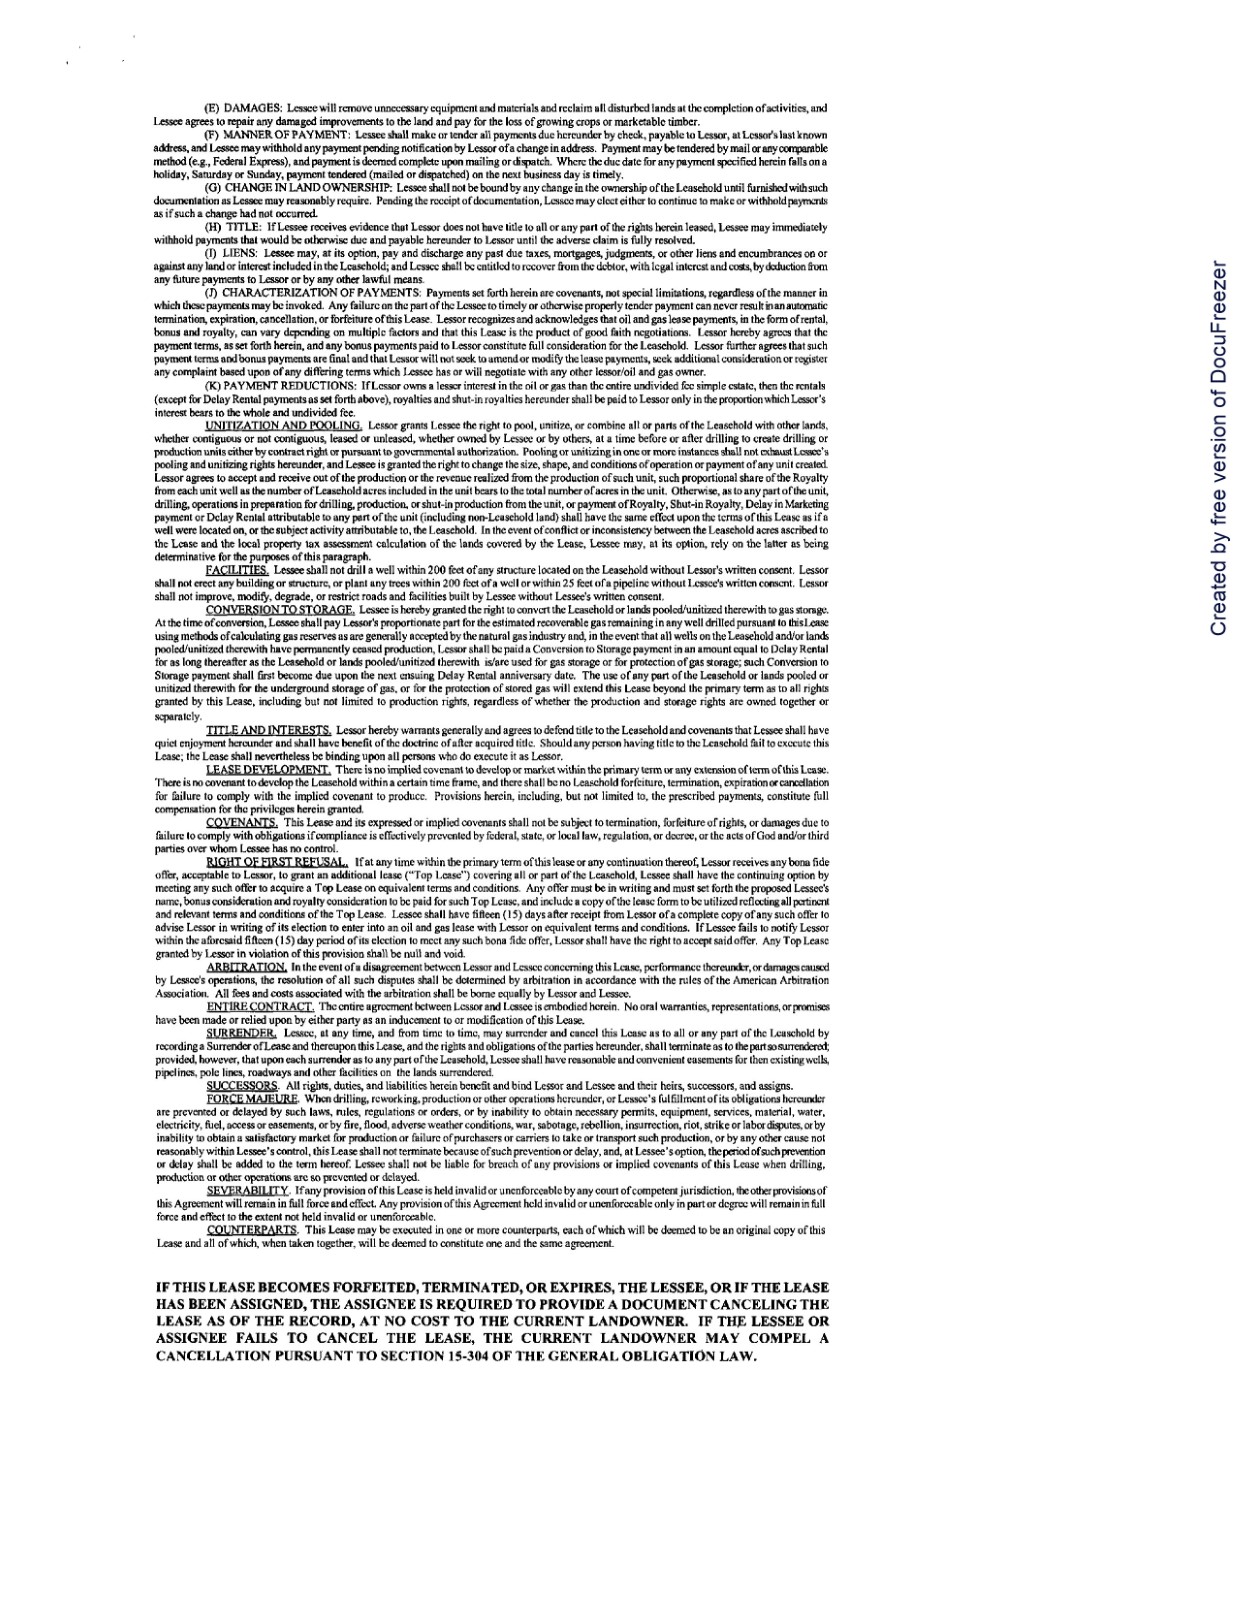 (E) DAMAGES: Lessee will remove unnecessary equipment and materials and reclaim all disturbed lands at the completion of activities, and
Lessee agrees to repair any damaged improvements to the land and pay for the loss of growing crops or marketable timber.
(F) MANNER OF PAYMENT: Lessee shall make or tender all payments due hereunder by check, payable to Lessor, at Lessor's last known
address, and Lessee may withhold any payment pending notification by Lessor of a change in address. Payment may be tendered by mail or any comparable
method (e.g., Federal Express), and payment is deemed complete upon mailing or dispatch. Where the due date for any payment specified herein falls on a
holiday, Saturday or Sunday, payment tendered (mailed or dispatched) on the next business day is timely.
(G) CHANGE IN LAND OWNERSHIP: Lessee shall not be bound by any change in the ownership of the Leasehold until furnished with such
documentation as Lessee may reasonably require. Pending the receipt of documentation, Lessee may elect either to continue to make or withhold payments
as if such a change had not occurred.
(H) TITLE: If Lessee receives evidence that Lessor does not have title to all or any part of the rights herein leased, Lessee may immediately
withhold payments that would be otherwise due and payable hereunder to Lessor until the adverse claim is fully resolved.
(I) LIENS: Lessee may, at its option, pay and discharge any past due taxes, mortgages, judgments, or other liens and encumbrances on or
against any land or interest included in the Leasehold; and Lessee shall be entitled to recover from the debtor, with legal interest and costs, by deduction from
any future payments to Lessor or by any other lawful means.
(J) CHARACTERIZATION OF PAYMENTS: Payments set forth herein are covenants, not special limitations, regardless of the manner in
which these payments may be invoked. Any failure on the part of the Lessee to timely or otherwise properly tender payment can never result in an automatic
termination, expiration, cancellation, or forfeiture of this Lease. Lessor recognizes and acknowledges that oil and gas lease payments, in the form of rental,
bonus and royalty, can vary depending on multiple factors and that this Lease is the product of good faith negotiations. Lessor hereby agrees that the
payment terms, as set forth herein, and any bonus payments paid to Lessor constitute full consideration for the Leasehold. Lessor further agrees that such
payment terms and bonus payments are final and that Lessor will not seek to amend or modify the lease payments, seek additional consideration or register
any complaint based upon of any differing terms which Lessee has or will negotiate with any other lessor/oil and gas owner.
(K) PAYMENT REDUCTIONS: If Lessor owns a lesser interest in the oil or gas than the entire undivided fee simple estate, then the rentals
(except for Delay Rental payments as set forth above), royalties and shut-in royalties hereunder shall be paid to Lessor only in the proportion which Lessor's
interest bears to the whole and undivided fee.
UNITIZATION AND POOLING. Lessor grants Lessee the right to pool, unitize, or combine all or parts of the Leasehold with other lands,
whether contiguous or not contiguous, leased or unleased, whether owned by Lessee or by others, at a time before or after drilling to create drilling or
production units either by contract right or pursuant to governmental authorization. Pooling or unitizing in one or more instances shall not exhaust Lessee's
pooling and unitizing rights hereunder, and Lessee is granted the right to change the size, shape, and conditions of operation or payment of any unit created.
Lessor agrees to accept and receive out of the production or the revenue realized from the production of such unit, such proportional share of the Royalty
from each unit well as the number of Leasehold acres included in the unit bears to the total number of acres in the unit. Otherwise, as to any part of the unit,
drilling, operations in preparation for drilling, production, or shut-in production from the unit, or payment of Royalty, Shut-in Royalty, Delay in Marketing
payment or Delay Rental attributable to any part of the unit (including non-Leasehold land) shall have the same effect upon the terms of this Lease as if a
well were located on, or the subject activity attributable to, the Leasehold. In the event of conflict or inconsistency between the Leasehold acres ascribed to
the Lease and the local property tax assessment calculation of the lands covered by the Lease, Lessee may, at its option, rely on the latter as being
determinative for the purposes of this paragraph.
FACILITIES. Lessee shall not drill a well within 200 feet of any structure located on the Leasehold without Lessor's written consent. Lessor
shall not erect any building or structure, or plant any trees within 200 feet of a well or within 25 feet of a pipeline without Lessee's written consent. Lessor
shall not improve, modify, degrade, or restrict roads and facilities built by Lessee without Lessee's written consent.
CONVERSION TO STORAGE. Lessee is hereby granted the right to convert the Leasehold or lands pooled/unitized therewith to gas storage.
At the time of conversion, Lessee shall pay Lessor's proportionate part for the estimated recoverable gas remaining in any well drilled pursuant to this Lease
using methods of calculating gas reserves as are generally accepted by the natural gas industry and, in the event that all wells on the Leasehold and/or lands
pooled/unitized therewith have permanently ceased production, Lessor shall be paid a Conversion to Storage payment in an amount equal to Delay Rental
for as long thereafter as the Leasehold or lands pooled/unitized therewith is/are used for gas storage or for protection of gas storage; such Conversion to
Storage payment shall first become due upon the next ensuing Delay Rental anniversary date. The use of any part of the Leasehold or lands pooled or
unitized therewith for the underground storage of gas, or for the protection of stored gas will extend this Lease beyond the primary term as to all rights
granted by this Lease, including but not limited to production rights, regardless of whether the production and storage rights are owned together or
separately.
TITLE AND INTERESTS. Lessor hereby warrants generally and agrees to defend title to the Leasehold and covenants that Lessee shall have
quiet enjoyment hereunder and shall have benefit of the doctrine of after acquired title. Should any person having title to the Leasehold fail to execute this
Lease; the Lease shall nevertheless be binding upon all persons who do execute it as Lessor.
LEASE DEVELOPMENT. There is no implied covenant to develop or market within the primary term or any extension of term of this Lease.
There is no covenant to develop the Leasehold within a certain time frame, and there shall be no Leasehold forfeiture, termination, expiration or cancellation
for failure to comply with the implied covenant to produce. Provisions herein, including, but not limited to, the prescribed payments, constitute full
compensation for the privileges herein granted.
COVENANTS. This Lease and its expressed or implied covenants shall not be subject to termination, forfeiture of rights, or damages due to
failure to comply with obligations if compliance is effectively prevented by federal, state, or local law, regulation, or decree, or the acts of God and/or third
parties over whom Lessee has no control.
RIGHT OF FIRST REFUSAL. If at any time within the primary term of this lease or any continuation thereof, Lessor receives any bona fide
offer, acceptable to Lessor, to grant an additional lease ("Top Lease") covering all or part of the Leasehold, Lessee shall have the continuing option by
meeting any such offer to acquire a Top Lease on equivalent terms and conditions. Any offer must be in writing and must set forth the proposed Lessee's
name, bonus consideration and royalty consideration to be paid for such Top Lease, and include a copy of the lease form to be utilized reflecting all pertinent
and relevant terms and conditions of the Top Lease. Lessee shall have fifteen (15) days after receipt from Lessor of a complete copy of any such offer to
advise Lessor in writing of its election to enter into an oil and gas lease with Lessor on equivalent terms and conditions. If Lessee fails to notify Lessor
within the aforesaid fifteen (15) day period of its election to meet any such bona fide offer, Lessor shall have the right to accept said offer. Any Top Lease
granted by Lessor in violation of this provision shall be null and void.
ARBITRATION. In the event of a disagreement between Lessor and Lessee concerning this Lease, performance thereunder, or damages caused
by Lessee's operations, the resolution of all such disputes shall be determined by arbitration in accordance with the rules of the American Arbitration
Association. All fees and costs associated with the arbitration shall be borne equally by Lessor and Lessee.
ENTIRE CONTRACT. The entire agreement between Lessor and Lessee is embodied herein. No oral warranties, representations, or promises
have been made or relied upon by either party as an inducement to or modification of this Lease.
SURRENDER. Lessee, at any time, and from time to time, may surrender and cancel this Lease as to all or any part of the Leasehold by
recording a Surrender of Lease and thereupon this Lease, and the rights and obligations of the parties hereunder, shall terminate as to the part so surrendered;
provided, however, that upon each surrender as to any part of the Leasehold, Lessee shall have reasonable and convenient easements for then existing wells,
pipelines, pole lines, roadways and other facilities on the lands surrendered.
SUCCESSORS. All rights, duties, and liabilities herein benefit and bind Lessor and Lessee and their heirs, successors, and assigns.
FORCE MAJEURE. When drilling, reworking, production or other operations hereunder, or Lessee's fulfillment of its obligations hereunder
are prevented or delayed by such laws, rules, regulations or orders, or by inability to obtain necessary permits, equipment, services, material, water,
electricity, fuel, access or easements, or by fire, flood, adverse weather conditions, war, sabotage, rebellion, insurrection, riot, strike or labor disputes, or by
inability to obtain a satisfactory market for production or failure of purchasers or carriers to take or transport such production, or by any other cause not
reasonably within Lessee's control, this Lease shall not terminate because of such prevention or delay, and, at Lessee's option, the period of such prevention
or delay shall be added to the term hereof. Lessee shall not be liable for breach of any provisions or implied covenants of this Lease when drilling,
production or other operations are so prevented or delayed.
SEVERABILITY. If any provision of this Lease is held invalid or unenforceable by any court of competent jurisdiction, the other provisions of
this Agreement will remain in full force and effect. Any provision of this Agreement held invalid or unenforceable only in part or degree will remain in full
force and effect to the extent not held invalid or unenforceable.
COUNTERPARTS. This Lease may be executed in one or more counterparts, each of which will be deemed to be an original copy of this
Lease and all of which, when taken together, will be deemed to constitute one and the same agreement.
IF THIS LEASE BECOMES FORFEITED, TERMINATED, OR EXPIRES, THE LESSEE, OR IF THE LEASE
HAS BEEN ASSIGNED, THE ASSIGNEE IS REQUIRED TO PROVIDE A DOCUMENT CANCELING THE
LEASE AS OF THE RECORD, AT NO COST TO THE CURRENT LANDOWNER. IF THE LESSEE OR
ASSIGNEE FAILS TO CANCEL THE LEASE, THE CURRENT LANDOWNER MAY COMPEL A
CANCELLATION PURSUANT TO SECTION 15-304 OF THE GENERAL OBLIGATION LAW.
Created by free version of DocuFreezer